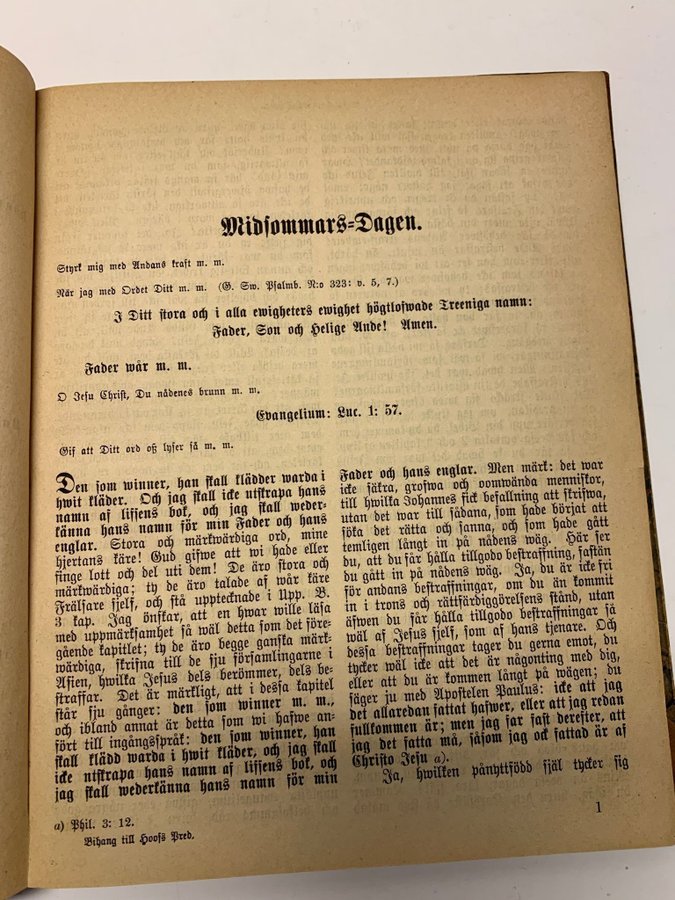 Midsommars-Dagen.
Styrk mig med Andans kraft m. m.
När jag med Ordet Ditt m. m. (G. Sw. Psalmb. N:o 323: v. 5, 7.)
I Ditt stora och i alla ewigheters ewighet högtlofwade Treeniga namn:
Fader, Son och Helige Ande! Amen.
Fader wår m. m.
O Jesu Christ, Du nådenes brunn m. m.
Evangelium: Luc. 1: 57.
Gif att Ditt ord oß lyser så m. m.
Den som winner, han skall klädder warda i
hwit kläder. Och jag skall icke utskrapa hans
namn af lifsens bok, och jag skall weder-
känna hans namn för min Fader och hans
englar. Stora och märkwärdiga ord, mine
hjertans käre! Gud gifwe att wi hade eller
finge lott och del uti dem! De äro stora och
märkwärdiga; ty de äro talade af wår käre
Frälsare sjelf, och stå upptecknade i Upp. B.
3 kap. Jag önskar, att en hwar wille läsa
med uppmärksamhet så wäl detta som det före-
gående kapitlet; ty de äro begge ganska märk-
wärdiga, skrifna till de sju församlingarne i
Asien, hwilka Jesus dels berömmer, dels be-
straffar. Det är märkligt, att i dessa kapitel
står sju gånger: den som winner m. m.,
och ibland annat är detta som wi hafwe an-
fört till ingångsspråk: den som winner, han
skall klädd warda i hwit kläder, och jag skall
icke utskrapa hans namn af lifsens bok, och
jag skall wederkänna hans namn för min
a) Phil. 3: 12.
Bihang till Hoofs Pred.
Fader och hans englar. Men märk: det war
icke säkra, grofwa och oomwända menniskor,
till hwilka Johannes fick befallning att skrifwa,
utan det war till sådana, som hade börjat att
söka det rätta och sanna, och som hade gått
temligen långt in på nådens wäg. Här ser
du, att du får hålla tillgodo bestraffning, fastän
du gått in på nådens wäg. Ja, du är icke fri
för andans bestraffningar, om du än kommit
in i trons och rättfärdiggörelsens stånd, utan
äfwen du får hålla tillgodo bestraffningar så
wäl af Jesus sjelf, som af hans tjenare. Och
dessa bestraffningar tager du gerna emot, du
tycker wäl icke att det är någonting med dig,
eller att du är kommen långt på wägen; du
säger ju med Apostelen Paulus: icke att jag
det allaredan fattat hafwer, eller att jag redan
fullkommen är; men jag far fast derefter, att
jag det fatta må, såsom jag ock fattad är af
Christo Jesu a).
Ja, hwilken pånyttfödd själ tycker sig
1